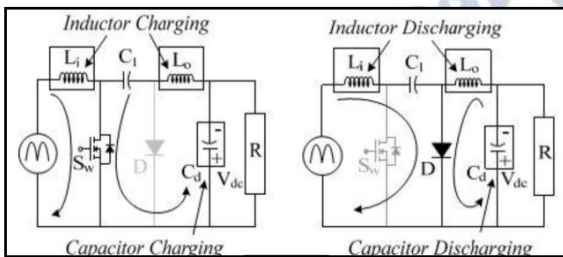 Inductor Charging
Li
C1
Lo
Sw
D
Cd
-
+
Vdc
R
Capacitor Charging
Inductor Discharging
Li
C1
Lo
Sw
D
Cd
-
+
Vdc
R
Capacitor Discharging